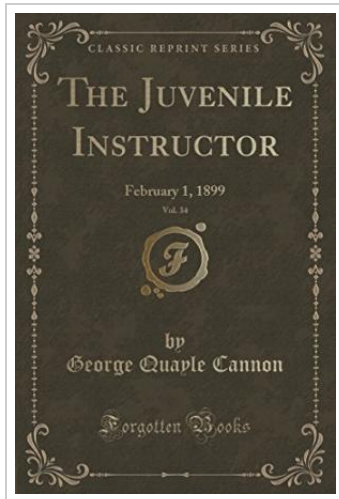 CLASSIC REPRINT SERIES
THE JUVENILE
INSTRUCTOR
February 1, 1899
Vol. 34
F
by
George Quayle Cannon
Forgotten Books